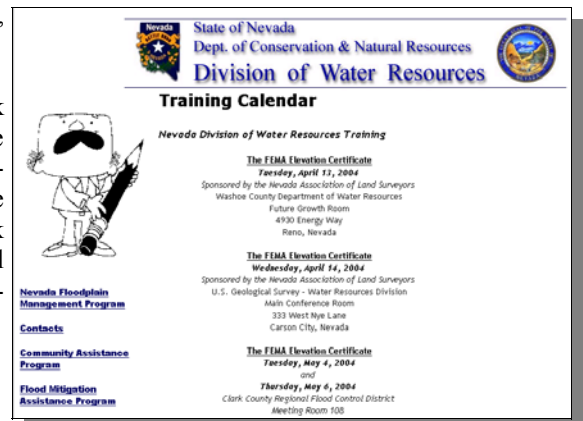 Nevada
State of Nevada
Dept. of Conservation & Natural Resources
Division of Water Resources
Training Calendar
Nevada Division of Water Resources Training
The FEMA Elevation Certificate
Tuesday, April 13, 2004
Sponsored by the Nevada Association of Land Surveyors
Washoe County Department of Water Resources
Future Growth Room
4930 Energy Way
Reno, Nevada
The FEMA Elevation Certificate
Wednesday, April 14, 2004
Sponsored by the Nevada Association of Land Surveyors
U.S. Geological Survey - Water Resources Division
Main Conference Room
333 West Nye Lane
Carson City, Nevada
The FEMA Elevation Certificate
Tuesday, May 4, 2004
and
Thursday, May 6, 2004
Clark County Regional Flood Control District
Meeting Room 108
Nevada Floodplain
Management Program
Contacts
Community Assistance
Program
Flood Mitigation
Assistance Program